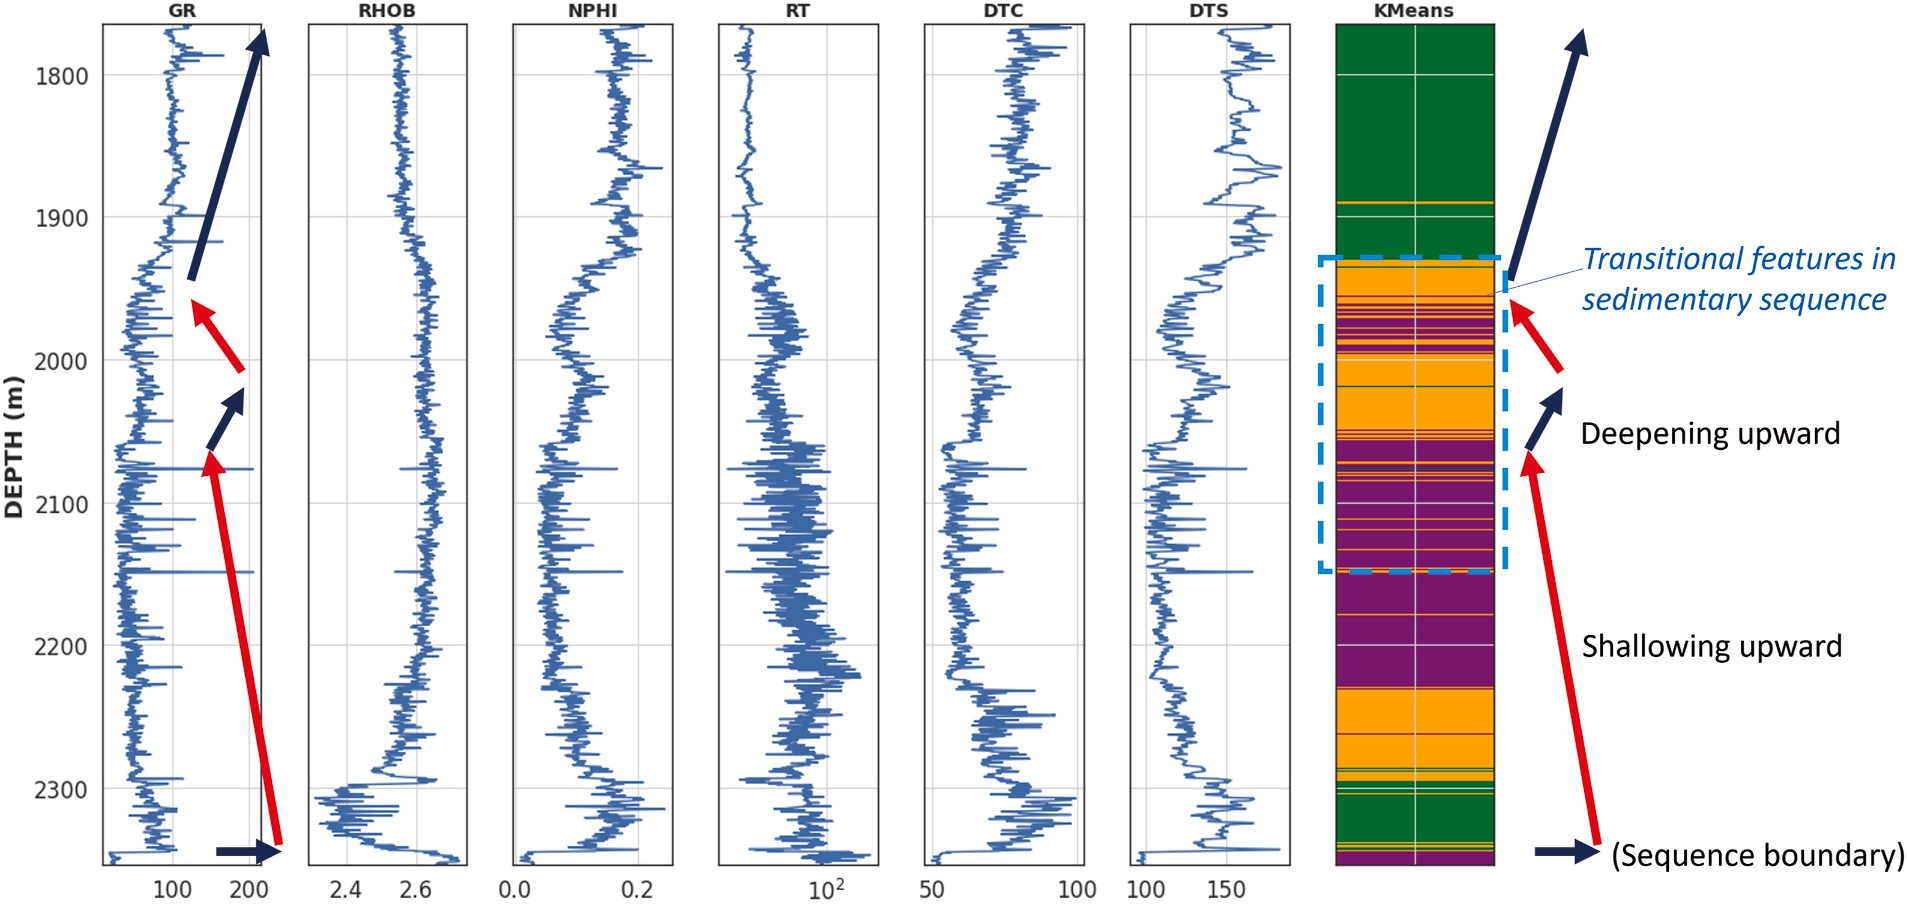 GR RHOB NPHI RT DTC DTS KMeans
DEPTH (m)
1800
1900
2000
2100
2200
2300
Transitional features in
sedimentary sequence
Deepening upward
Shallowing upward
(Sequence boundary)
100 200 2.4 2.6 0.0 0.2 10² 50 100 100 150